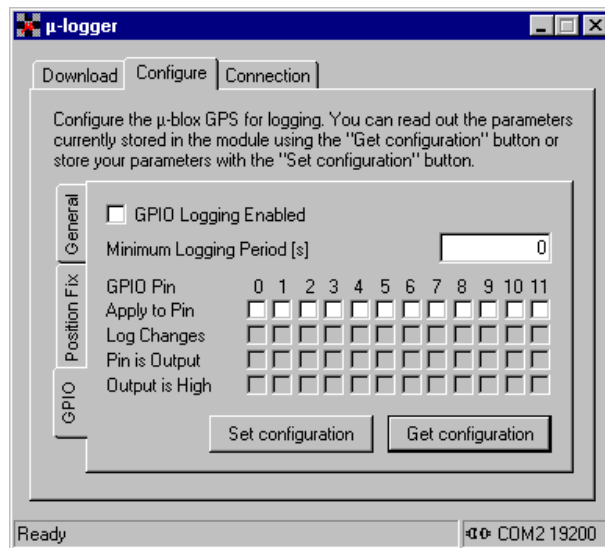 µ-logger
Download Configure Connection
Configure the µ-blox GPS for logging. You can read out the parameters
currently stored in the module using the "Get configuration" button or
store your parameters with the "Set configuration" button.
General
Position Fix
GPIO
GPIO Logging Enabled
Minimum Logging Period [s] 0
GPIO Pin 0 1 2 3 4 5 6 7 8 9 10 11
Apply to Pin
Log Changes
Pin is Output
Output is High
Set configuration Get configuration
Ready COM2 19200